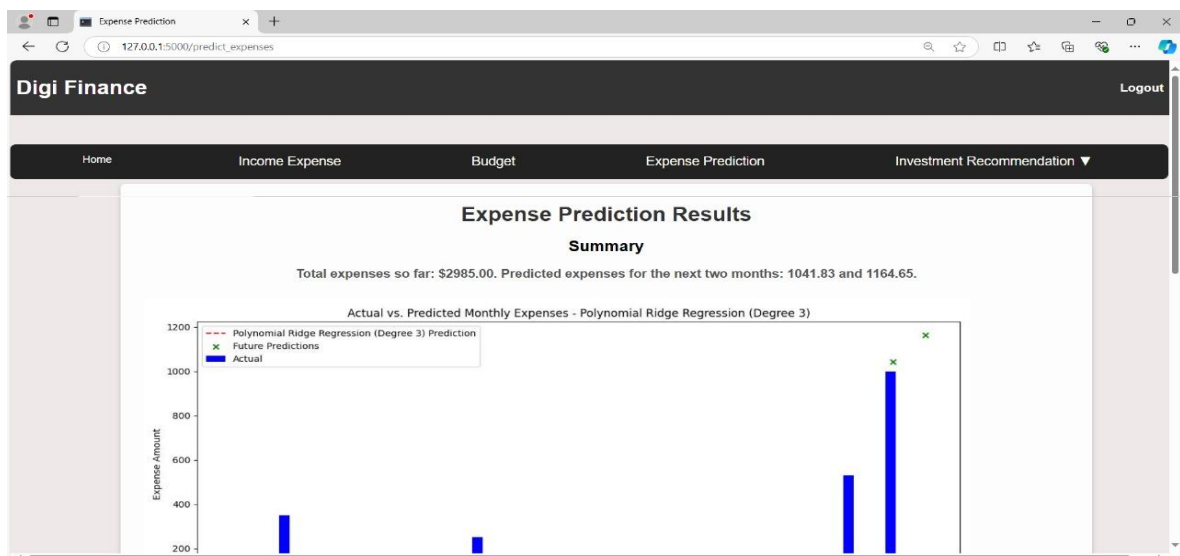 Expense Prediction
127.0.0.1:5000/predict_expenses
Digi Finance
Logout
Home Income Expense Budget Expense Prediction Investment Recommendation ▼
Expense Prediction Results
Summary
Total expenses so far: $2985.00. Predicted expenses for the next two months: 1041.83 and 1164.65.
Actual vs. Predicted Monthly Expenses - Polynomial Ridge Regression (Degree 3)
Polynomial Ridge Regression (Degree 3) Prediction
Future Predictions
Actual
1200
1000
800
600
400
200
Expense Amount